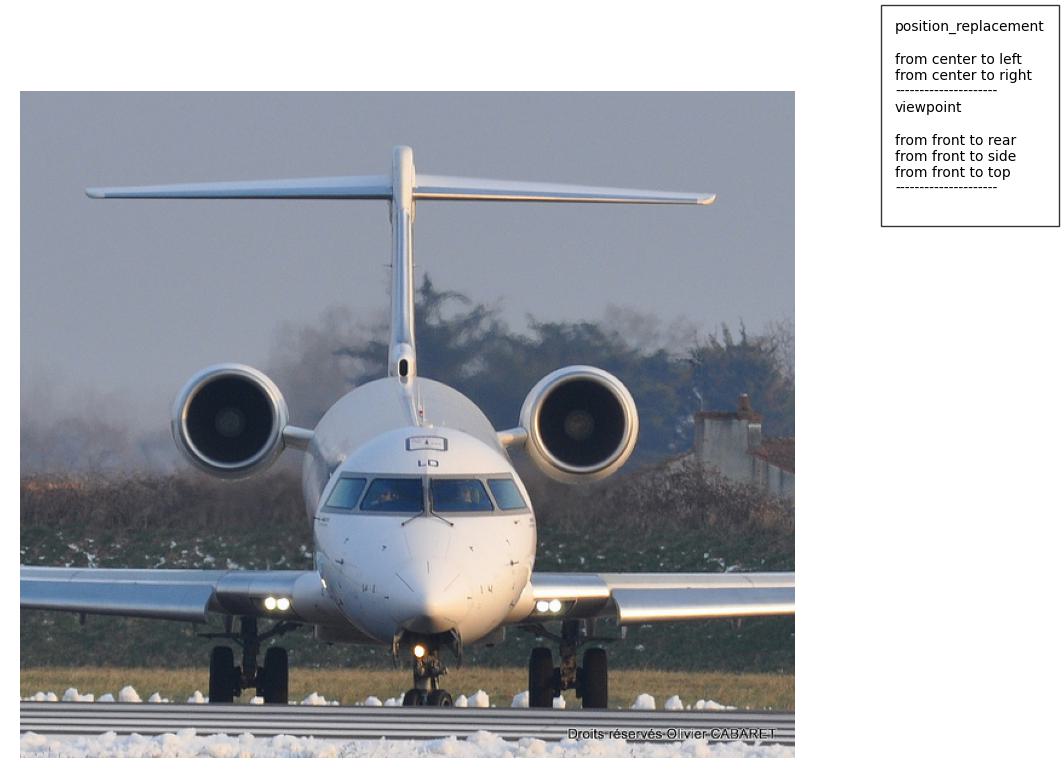 position_replacement
from center to left
from center to right
---------------------
viewpoint
from front to rear
from front to side
from front to top
---------------------
LD
Droits réservés Olivier CABARET